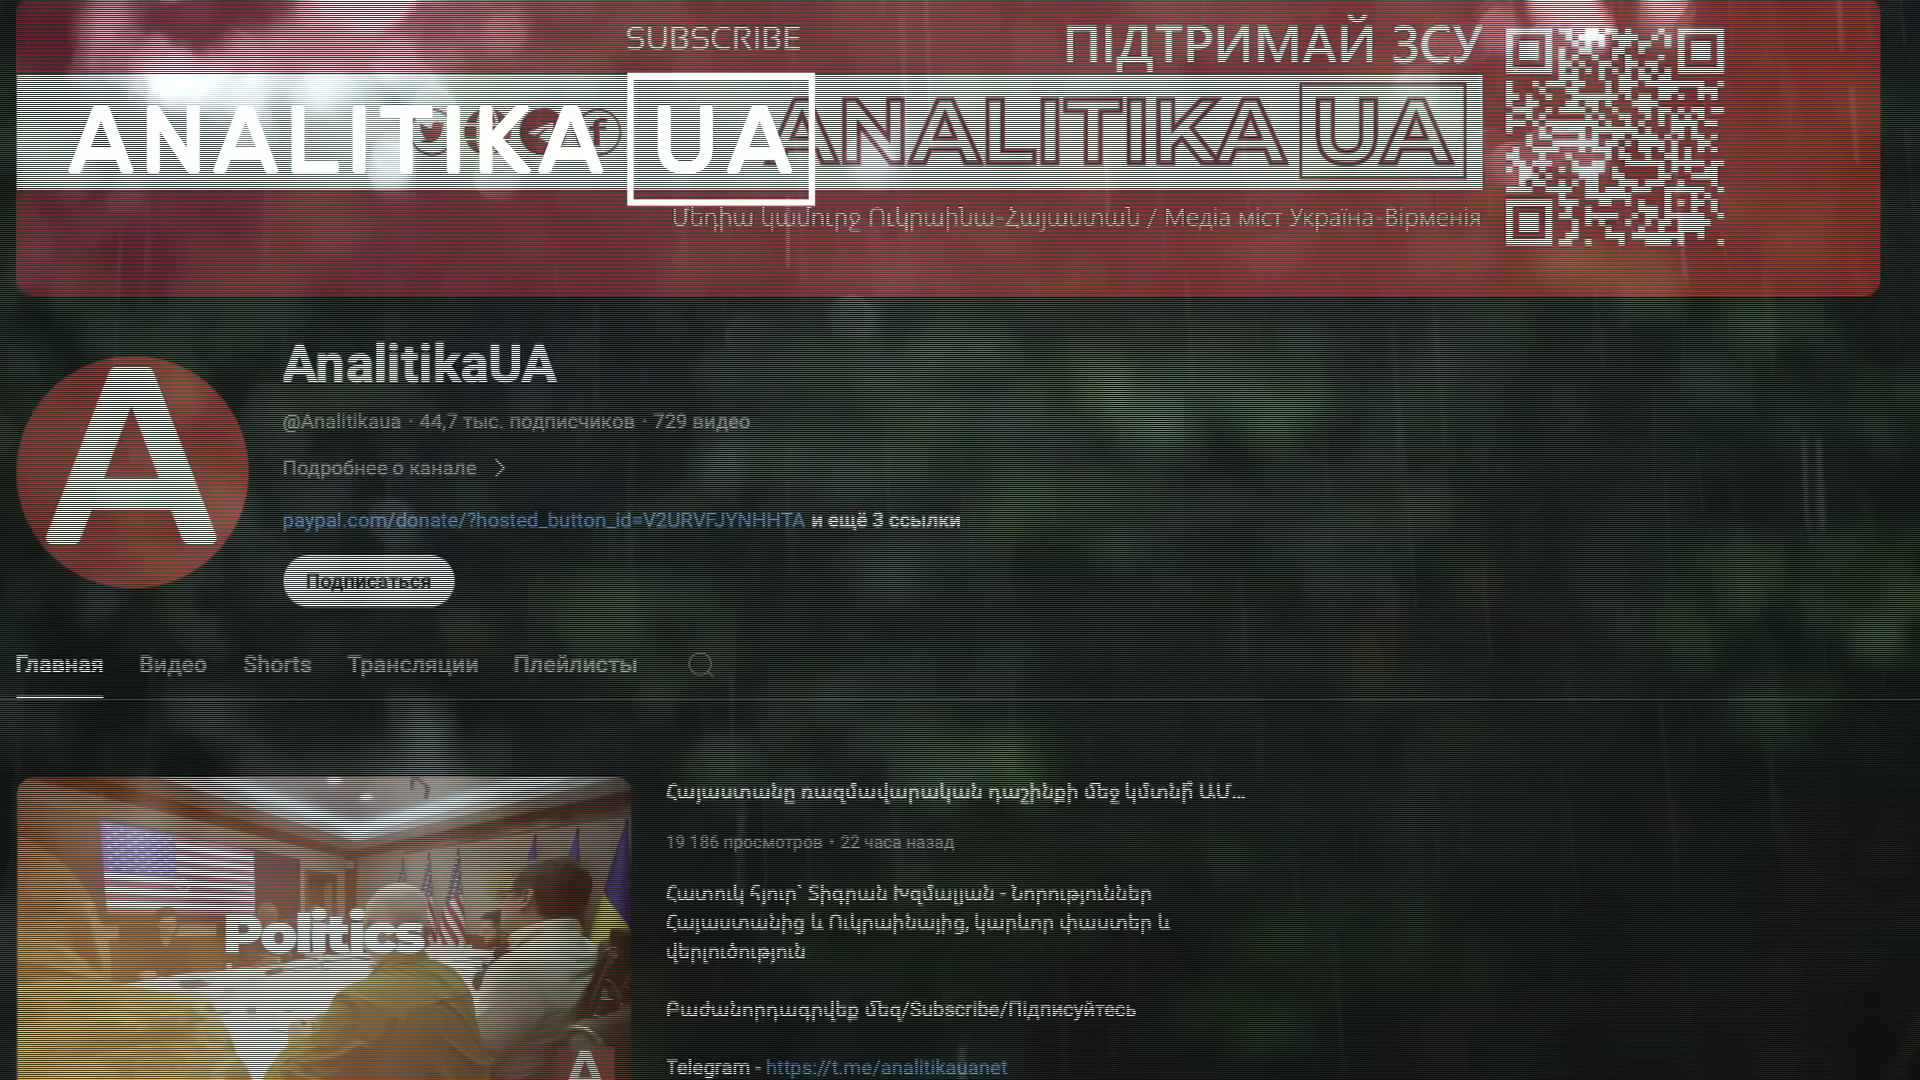 SUBSCRIBE
ПІДТРИМАЙ ЗСУ
ANALITIKA UA
ANALITIKA UA
Մեդիա կամուրջ Ուկրաինա-Հայաստան / Медіа міст Україна-Вірменія
AnalitikaUA
@Analitikaua · 44,7 тыс. подписчиков · 729 видео
Подробнее о канале
paypal.com/donate/?hosted_button_id=V2URVFJYNHHTA и ещё 3 ссылки
Подписаться
Главная Видео Shorts Трансляции Плейлисты
Հայաստանը ռազմավարական դաշինքի մեջ կմտնի՞ ԱՄ...
19 186 просмотров • 22 часа назад
Հատուկ հյուր՝ Տիգրան Խզմալյան - Նորություններ
Հայաստանից և Ուկրաինայից, կարևոր փաստեր և
վերլուծություն
Politics
Բաժանորդագրվեք մեզ/Subscribe/Підписуйтесь
Telegram - https://t.me/analitikauanet